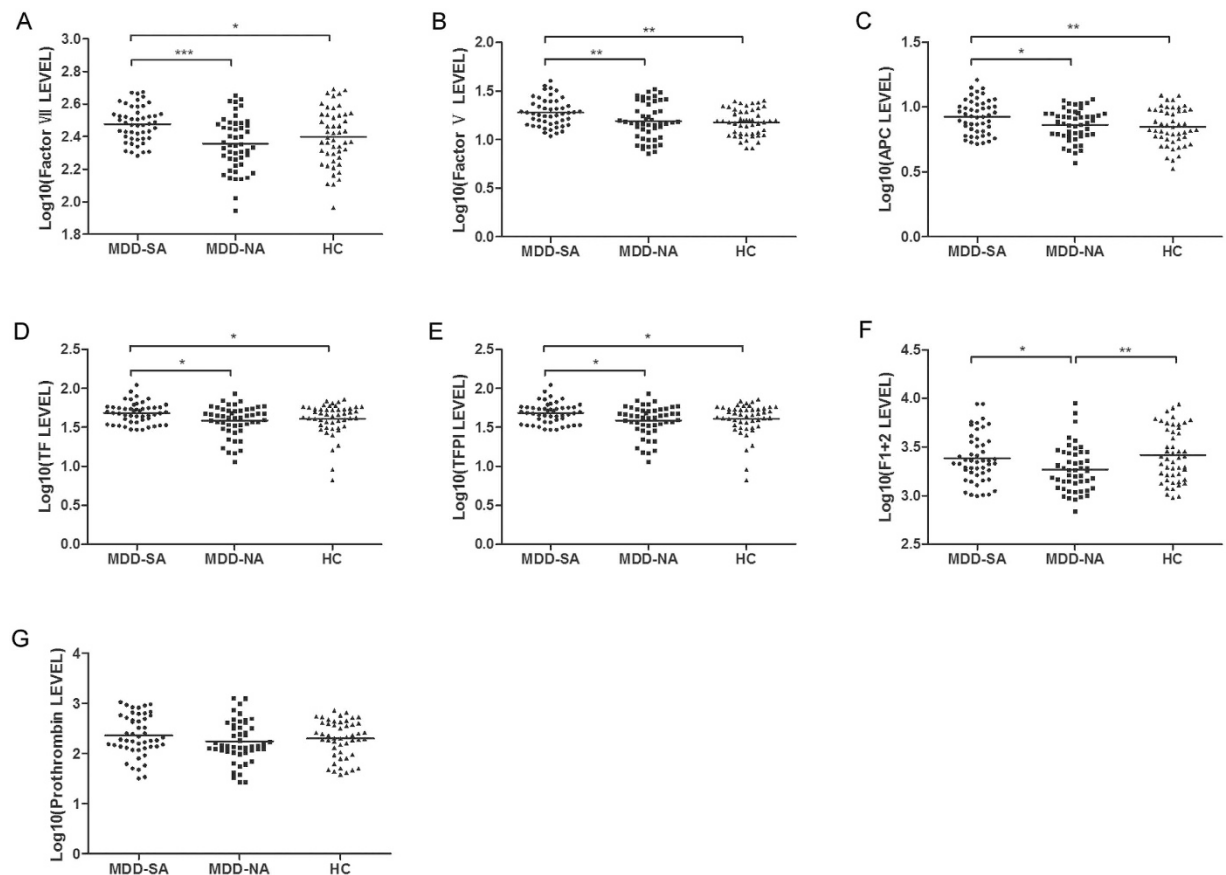 A
Log10(Factor Ⅶ LEVEL)
3.0
2.8
2.6
2.4
2.2
2.0
1.8
*
***
MDD-SA MDD-NA HC
B
Log10(Factor Ⅴ LEVEL)
2.0
1.5
1.0
0.5
0.0
**
**
MDD-SA MDD-NA HC
C
Log10(APC LEVEL)
1.5
1.0
0.5
0.0
**
*
MDD-SA MDD-NA HC
D
Log10(TF LEVEL)
2.5
2.0
1.5
1.0
0.5
0.0
*
*
MDD-SA MDD-NA HC
E
Log10(TFPI LEVEL)
2.5
2.0
1.5
1.0
0.5
0.0
*
*
MDD-SA MDD-NA HC
F
Log10(F1+2 LEVEL)
4.5
4.0
3.5
3.0
2.5
* **
MDD-SA MDD-NA HC
G
Log10(Prothrombin LEVEL)
4
3
2
1
0
MDD-SA MDD-NA HC